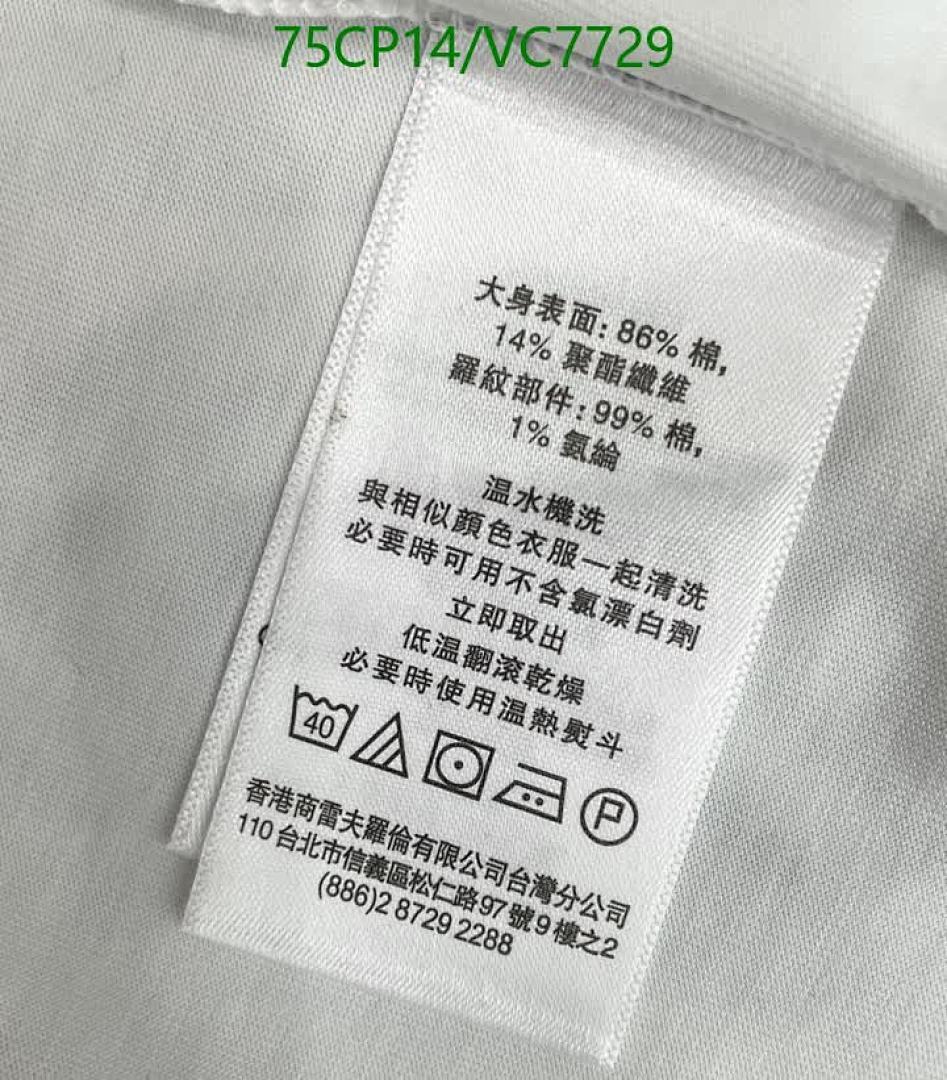 75CP14/VC7729
大身表面: 86% 棉,
14% 聚酯纖維
羅紋部件: 99% 棉,
1% 氨綸
溫水機洗
與相似顏色衣服一起清洗
必要時可用不含氯漂白劑
立即取出
低溫翻滾乾燥
必要時使用溫熱熨斗
40
P
香港商雷夫羅倫有限公司台灣分公司
110 台北市信義區松仁路97 號 9 樓之2
(886)2 8729 2288